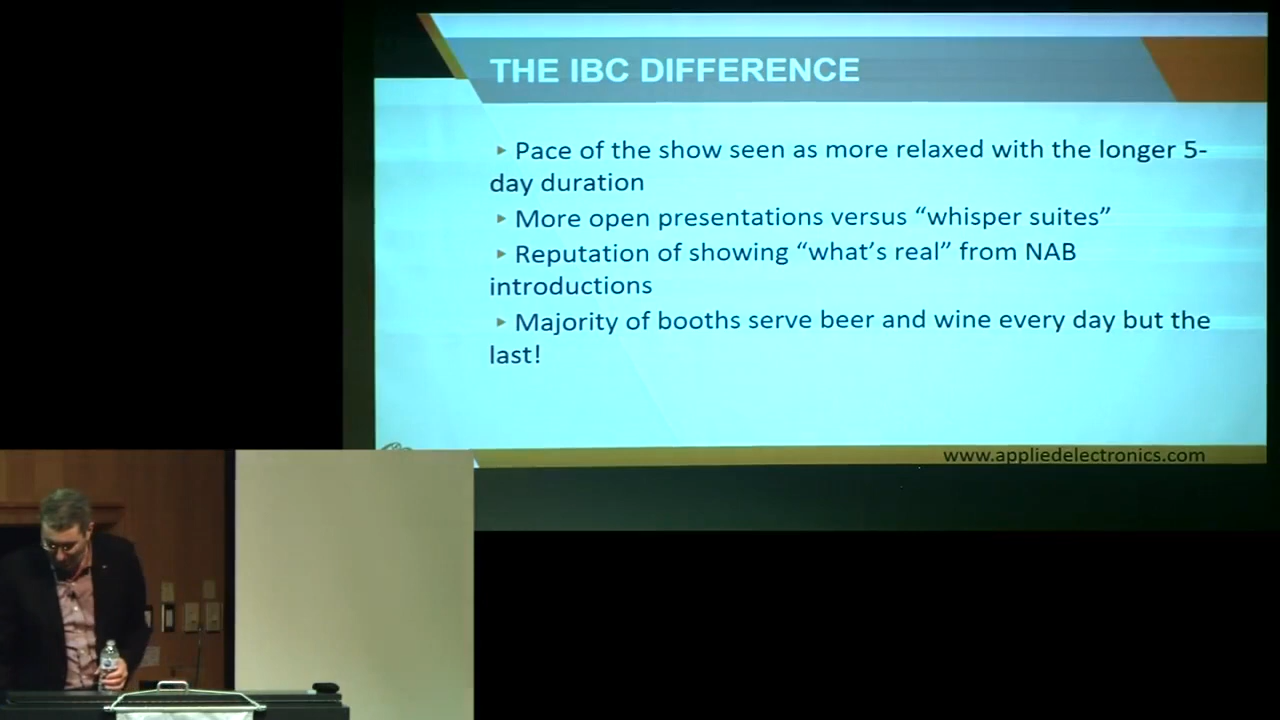 THE IBC DIFFERENCE
▸ Pace of the show seen as more relaxed with the longer 5-
day duration
▸ More open presentations versus “whisper suites”
▸ Reputation of showing “what’s real” from NAB
introductions
▸ Majority of booths serve beer and wine every day but the
last!
www.appliedelectronics.com